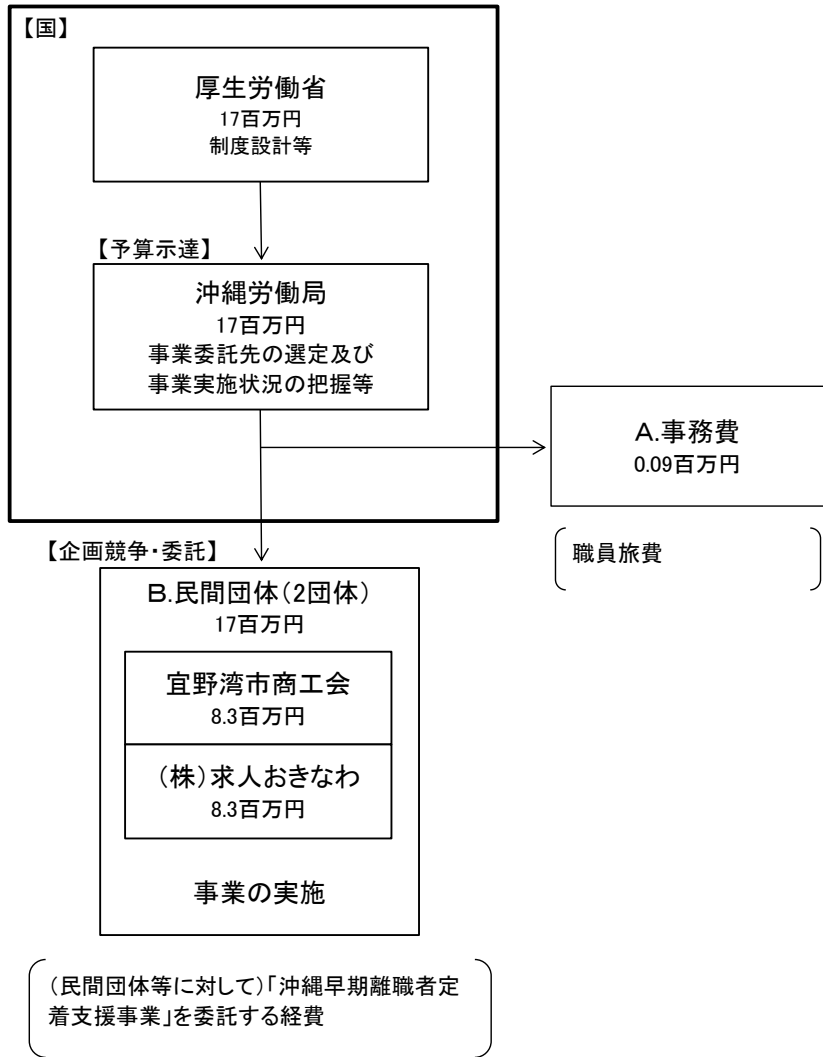 【国】
厚生労働省
17百万円
制度設計等
【予算示達】
沖縄労働局
17百万円
事業委託先の選定及び
事業実施状況の把握等
A.事務費
0.09百万円
職員旅費
【企画競争・委託】
B.民間団体(2団体)
17百万円
宜野湾市商工会
8.3百万円
(株)求人おきなわ
8.3百万円
事業の実施
(民間団体等に対して)「沖縄早期離職者定
着支援事業」を委託する経費